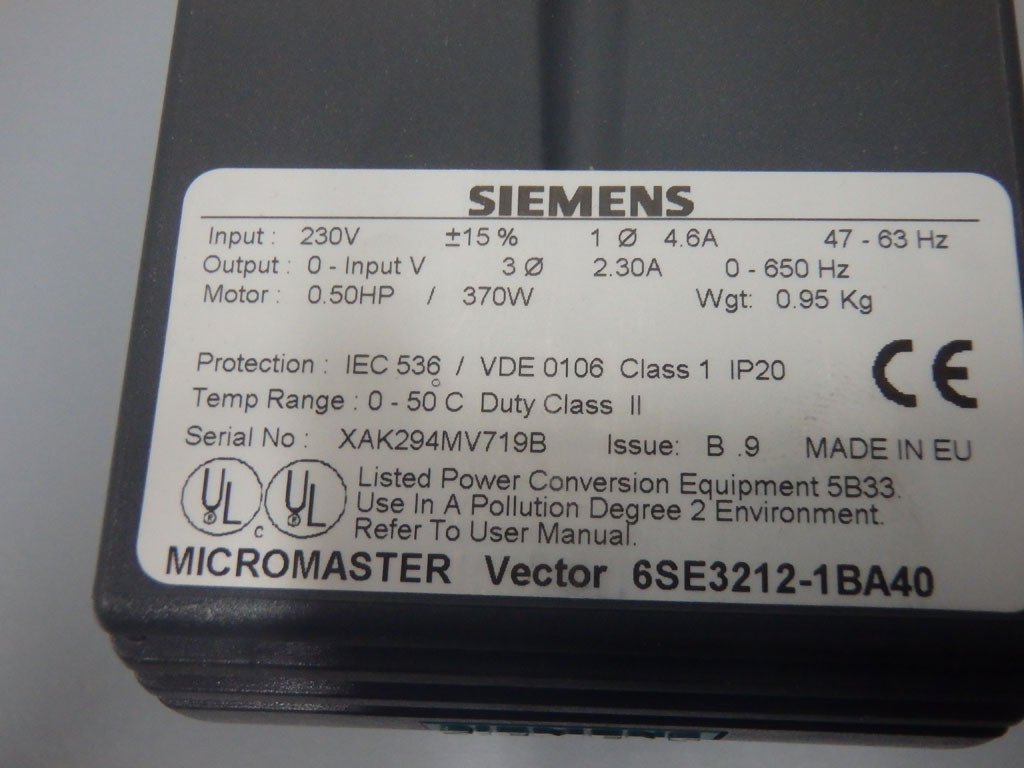 SIEMENS
Input : 230V ±15 % 1 Ø 4.6A 47 - 63 Hz
Output : 0 - Input V 3 Ø 2.30A 0 - 650 Hz
Motor : 0.50HP / 370W Wgt: 0.95 Kg
Protection : IEC 536 / VDE 0106 Class 1 IP20
Temp Range : 0 - 50°C Duty Class II
Serial No : XAK294MV719B Issue: B .9 MADE IN EU
CE
UL c UL Listed Power Conversion Equipment 5B33.
Use In A Pollution Degree 2 Environment.
Refer To User Manual.
MICROMASTER Vector 6SE3212-1BA40